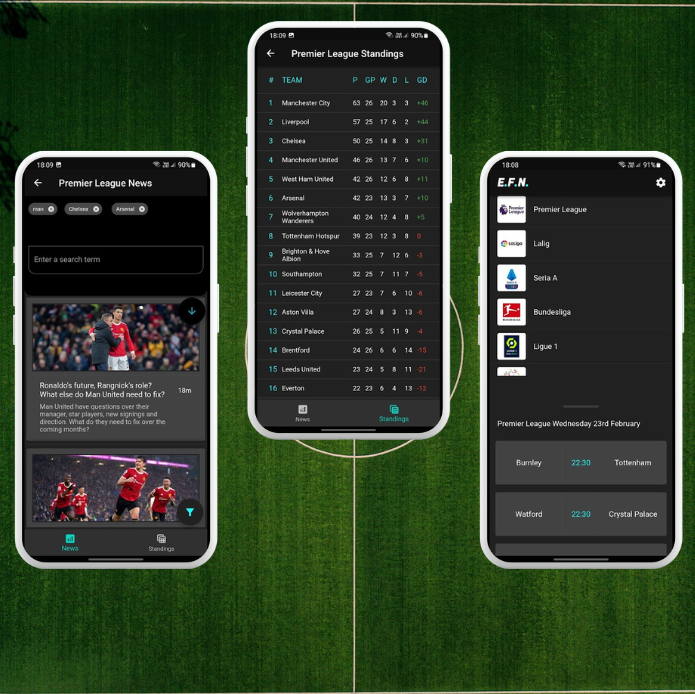 18:09
90%
Premier League News
man
Chelsea
Arsenal
Enter a search term
Ronaldo's future, Rangnick's role?
What else do Man United need to fix?
18m
Man United have questions over their
manager, star players, new signings and
direction. What do they need to fix over the
coming months?
News
Standings
18:09
90%
Premier League Standings
# TEAM P GP W D L GD
1 Manchester City 63 26 20 3 3 +46
2 Liverpool 57 25 17 6 2 +44
3 Chelsea 50 25 14 8 3 +31
4 Manchester United 46 26 13 7 6 +10
5 West Ham United 42 26 12 6 8 +11
6 Arsenal 42 23 13 3 7 +10
7 Wolverhampton
Wanderers 40 24 12 4 8 +5
8 Tottenham Hotspur 39 23 12 3 8 0
9 Brighton & Hove
Albion 33 25 7 12 6 -3
10 Southampton 32 25 7 11 7 -5
11 Leicester City 27 23 7 6 10 -6
12 Aston Villa 27 24 8 3 13 -6
13 Crystal Palace 26 25 5 11 9 -4
14 Brentford 24 26 6 6 14 -15
15 Leeds United 23 24 5 8 11 -21
16 Everton 22 23 6 4 13 -12
News
Standings
18:08
91%
E.F.N.
Premier
League
Premier League
LaLiga
Lalig
Seria A
Bundesliga
Ligue 1
Premier League Wednesday 23rd February
Burnley 22:30 Tottenham
Watford 22:30 Crystal Palace